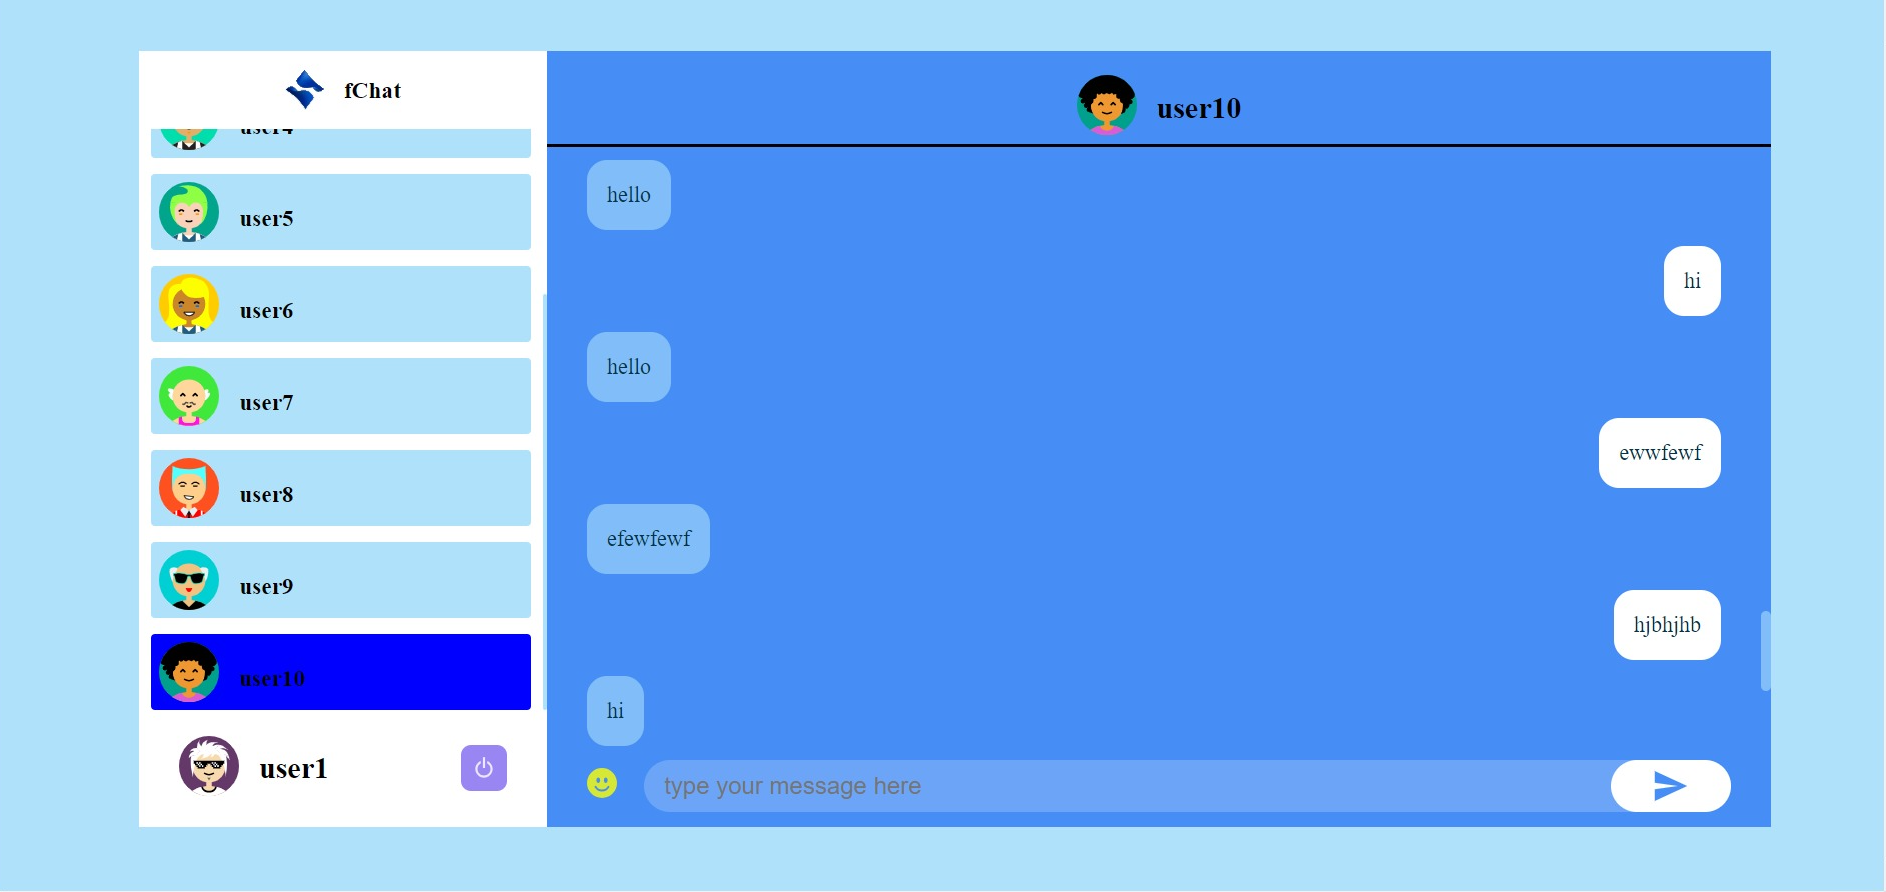 fChat
user4
user5
user6
user7
user8
user9
user10
user1
user10
hello
hi
hello
ewwfewf
efewfewf
hjbhjhb
hi
type your message here